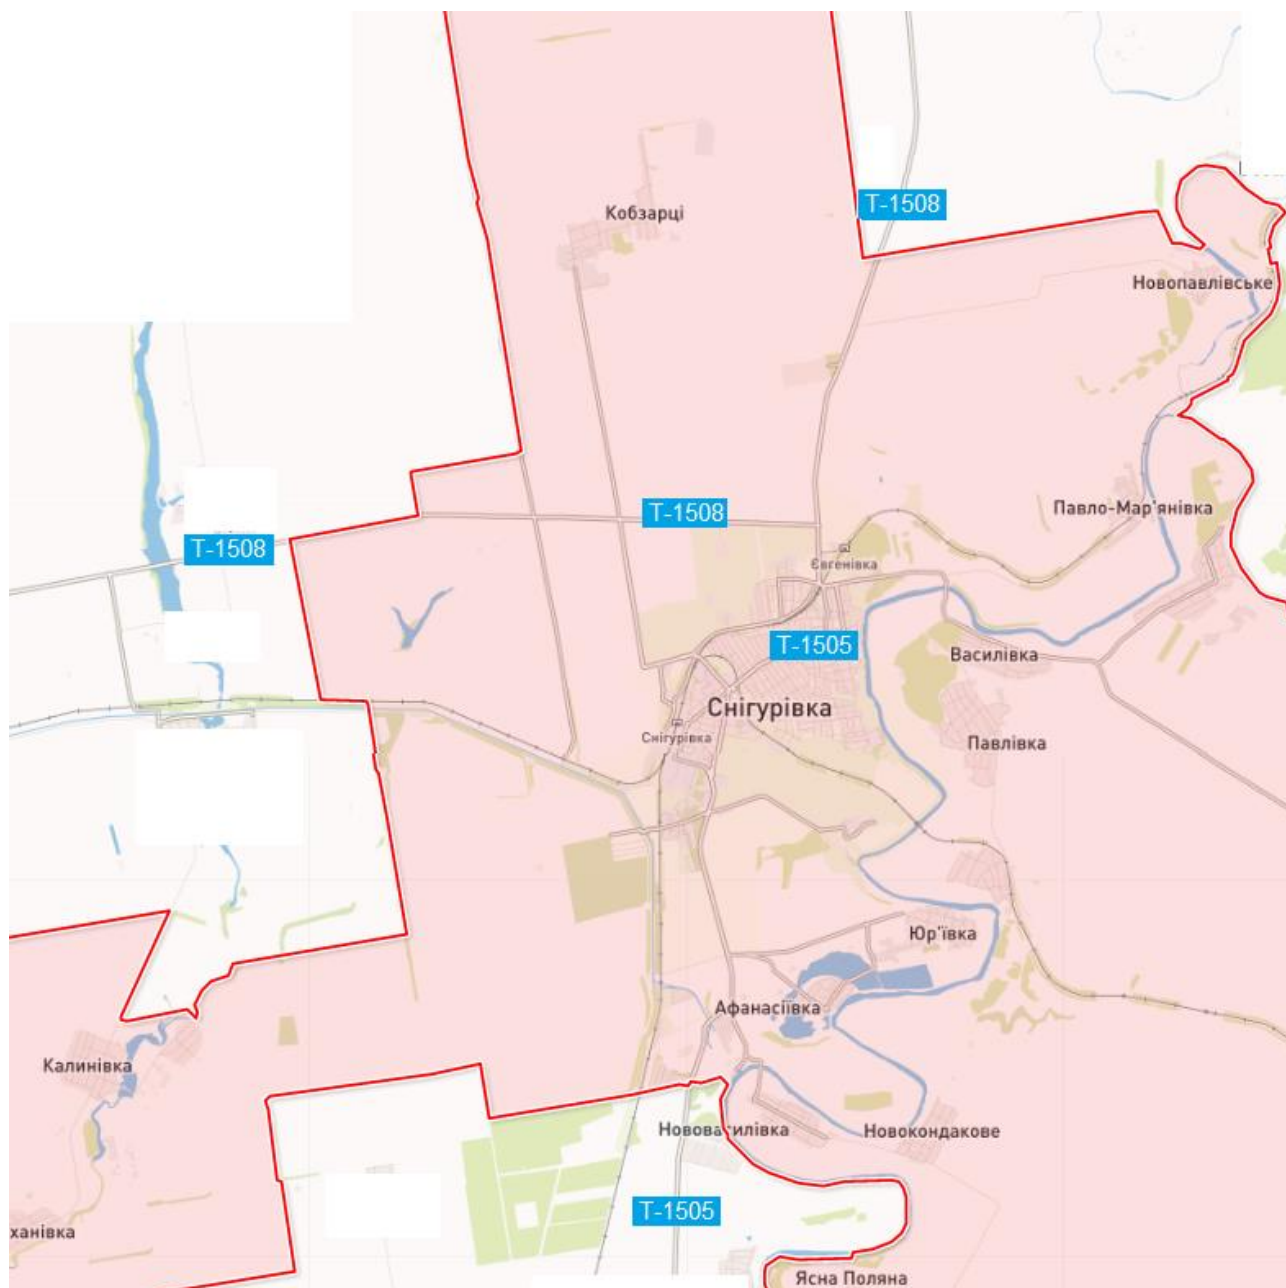 Т-1508
Кобзарці
Новопавлівське
Т-1508
Павло-Мар'янівка
Т-1508
Євгенівка
Т-1505
Василівка
Снігурівка
Снігурівка
Павлівка
Юр'ївка
Афанасіївка
Калинівка
Нововасилівка
Новокондакове
Т-1505
ханівка
Ясна Поляна